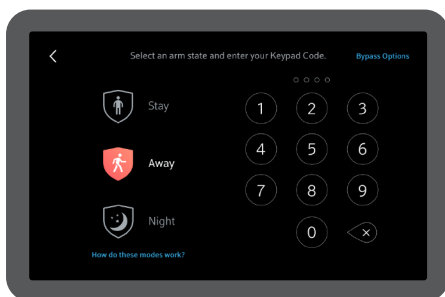 Select an arm state and enter your Keypad Code.
Bypass Options
Stay
1 2 3
Away
4 5 6
7 8 9
Night
0 ×
How do these modes work?